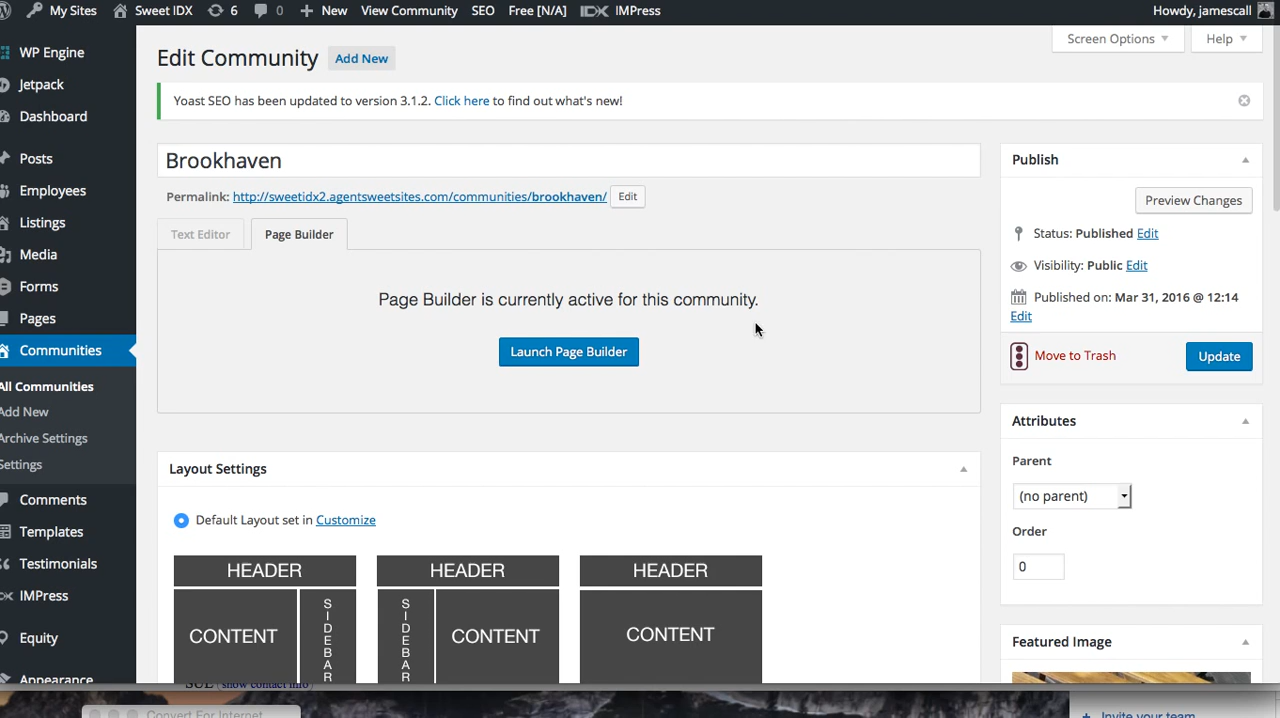 My Sites Sweet IDX 6 0 New View Community SEO Free [N/A] IDX IMPress Howdy, jamescall
WP Engine
Jetpack
Dashboard
Posts
Employees
Listings
Media
Forms
Pages
Communities
All Communities
Add New
Archive Settings
Settings
Comments
Templates
Testimonials
IMPress
Equity
Appearance
Screen Options Help
Edit Community Add New
Yoast SEO has been updated to version 3.1.2. Click here to find out what's new!
Brookhaven
Permalink: http://sweetidx2.agentsweetsites.com/communities/brookhaven/ Edit
Text Editor Page Builder
Page Builder is currently active for this community.
Launch Page Builder
Layout Settings
Default Layout set in Customize
HEADER
CONTENT
SIDEBAR
HEADER
SIDEBAR
CONTENT
HEADER
CONTENT
Publish
Preview Changes
Status: Published Edit
Visibility: Public Edit
Published on: Mar 31, 2016 @ 12:14
Edit
Move to Trash Update
Attributes
Parent
(no parent)
Order
0
Featured Image
(show contact info)
Convert For Internet
+ Invite your team